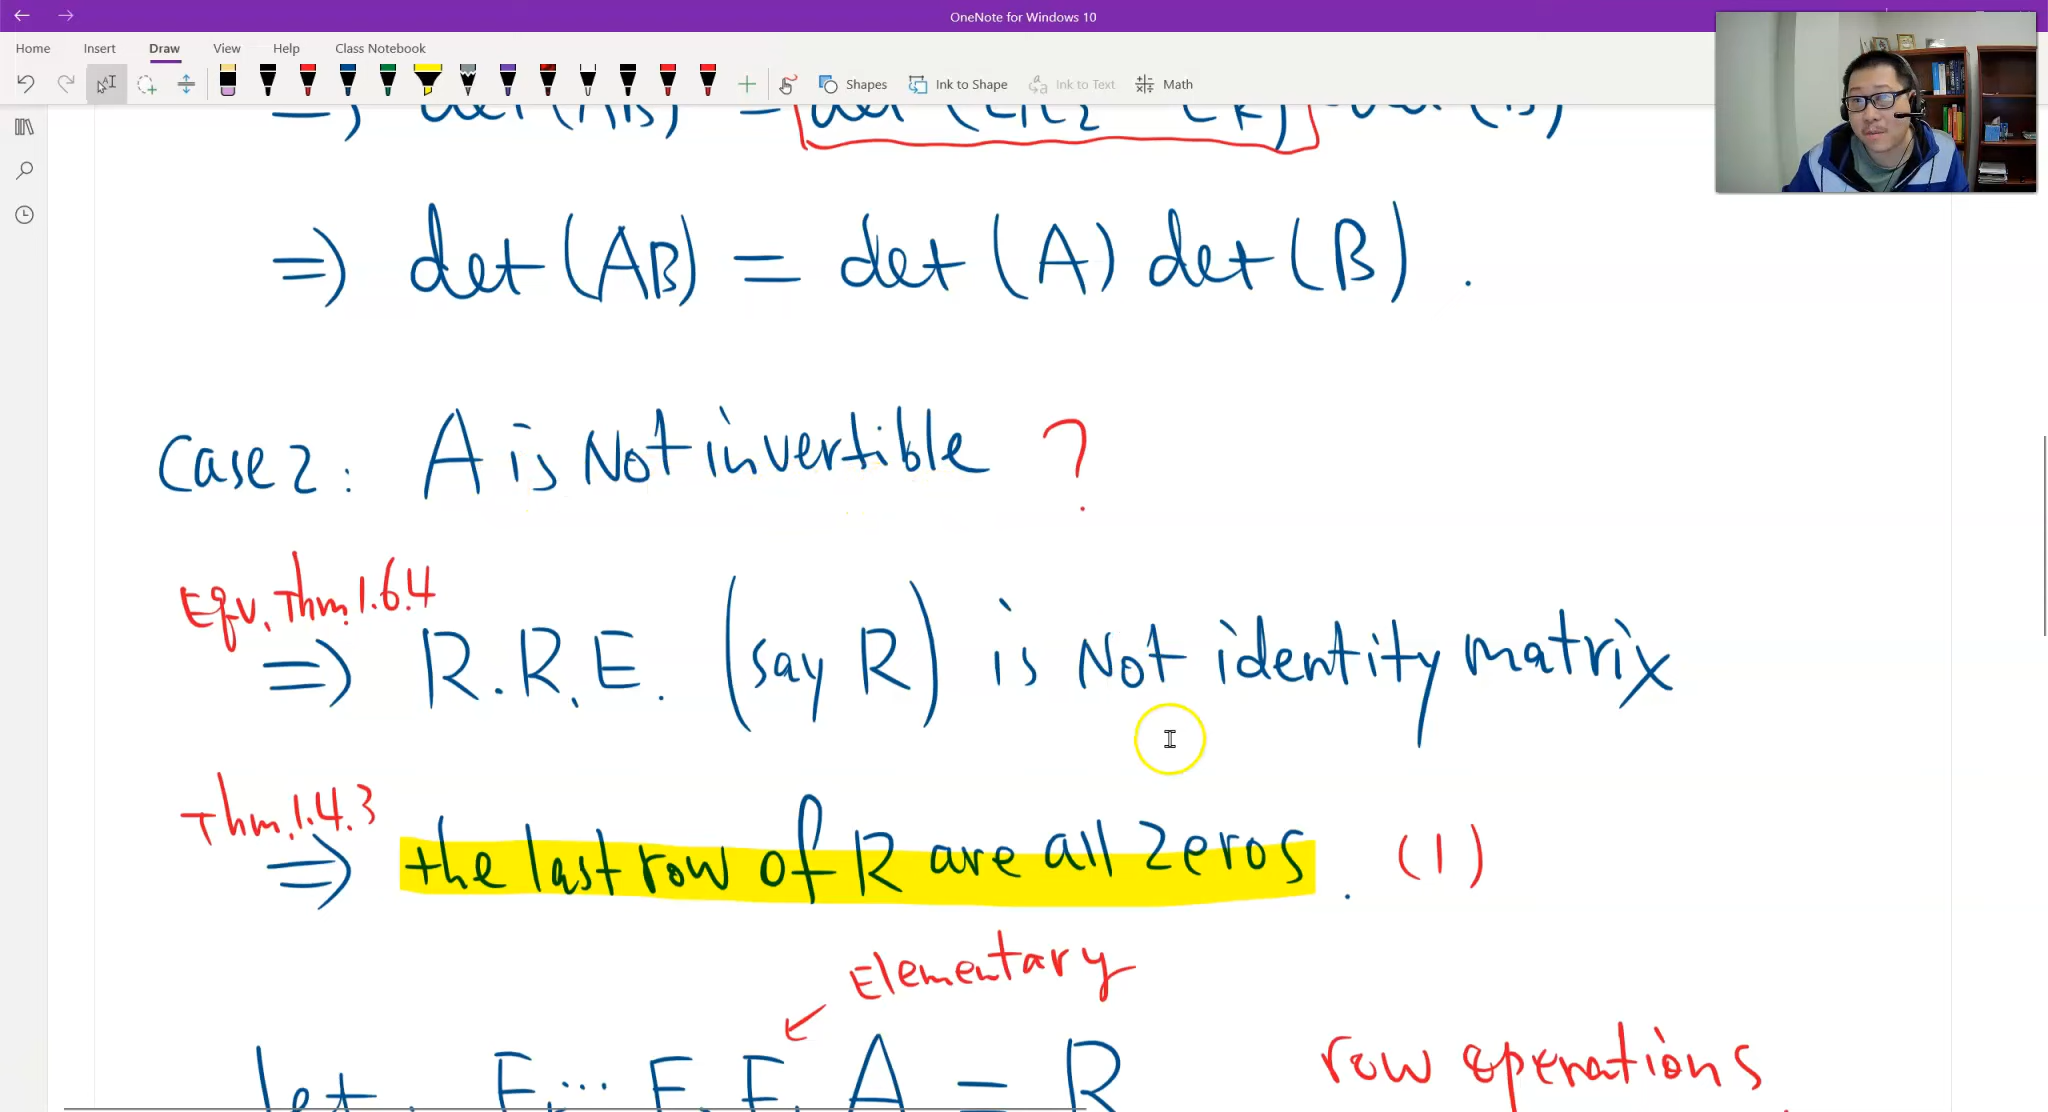 OneNote for Windows 10
Home Insert Draw View Help Class Notebook
Shapes Ink to Shape Ink to Text Math
⇒ det(AB) = det(A) det(B) .
Case 2: A is Not invertible ?
Eqv. Thm. 1.6.4
⇒ R.R.E. (say R) is Not identity matrix
Thm. 1.4.3
⇒ the last row of R are all zeros . (1)
Elementary
let
A = R
row operations